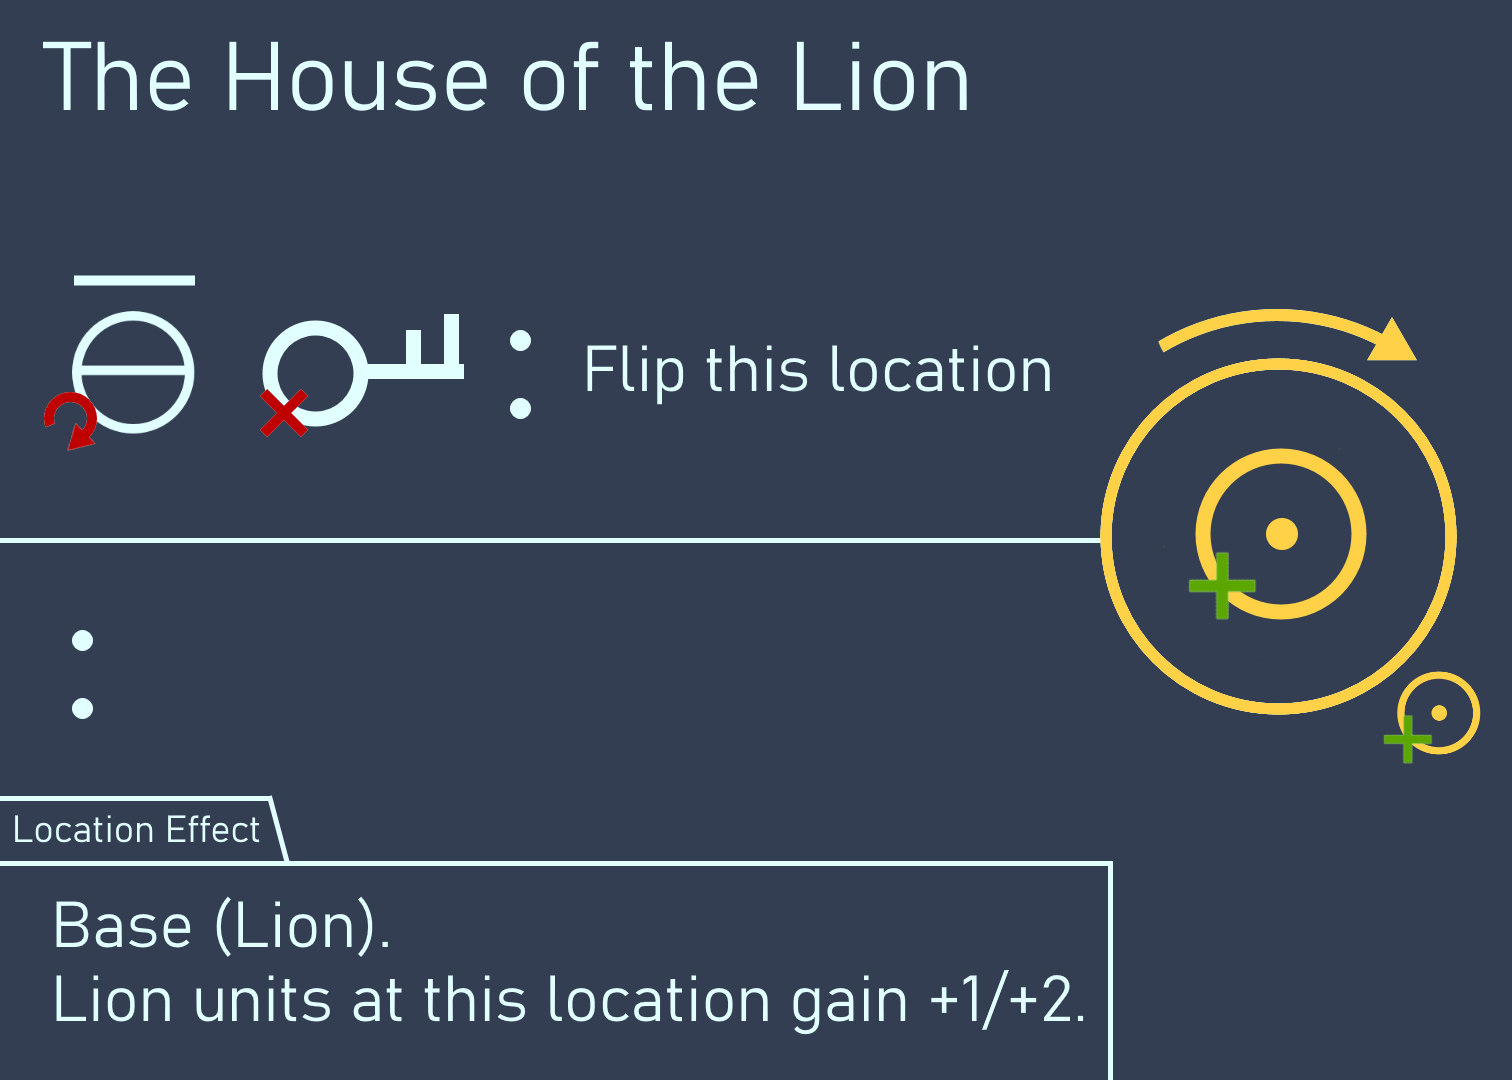 The House of the Lion
: Flip this location
:
Location Effect
Base (Lion).
Lion units at this location gain +1/+2.